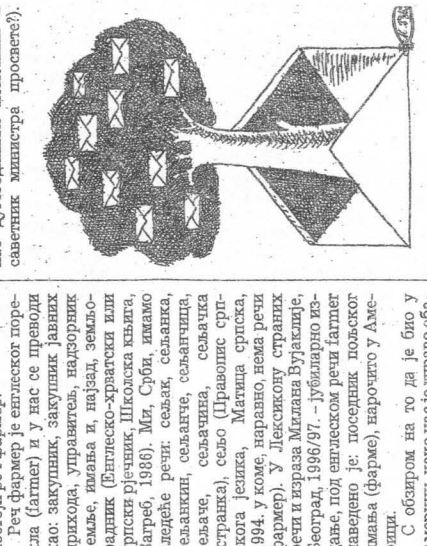 Реч фармер је енглеског поре-
кла (farmer) и у нас се преводи
као: закупник, закупник јавних
прихода, управитељ, надзорник
земље, имања и, најзад, земљо-
радник (Енглеско-хрватски или
српски рјечник, Школска књига,
Загреб, 1986). Ми, Срби, имамо
следеће речи: сељак, сељанка,
сељанкин, сељанче, сељанчица,
сељаче, сељачина, сељачка
(странка), сељо (Правопис срп-
скога језика, Матица српска,
1994. у коме, наравно, нема речи
фармер). У Лексикону страних
речи и израза Милана Вујаклије,
Београд, 1996/97. – јубиларно из-
дање, под енглеском речи farmer
наведено је: поседник пољског
имања (фарме), нарочито у Аме-
рици.
С обзиром на то да је био у
саветник министра просвете?).